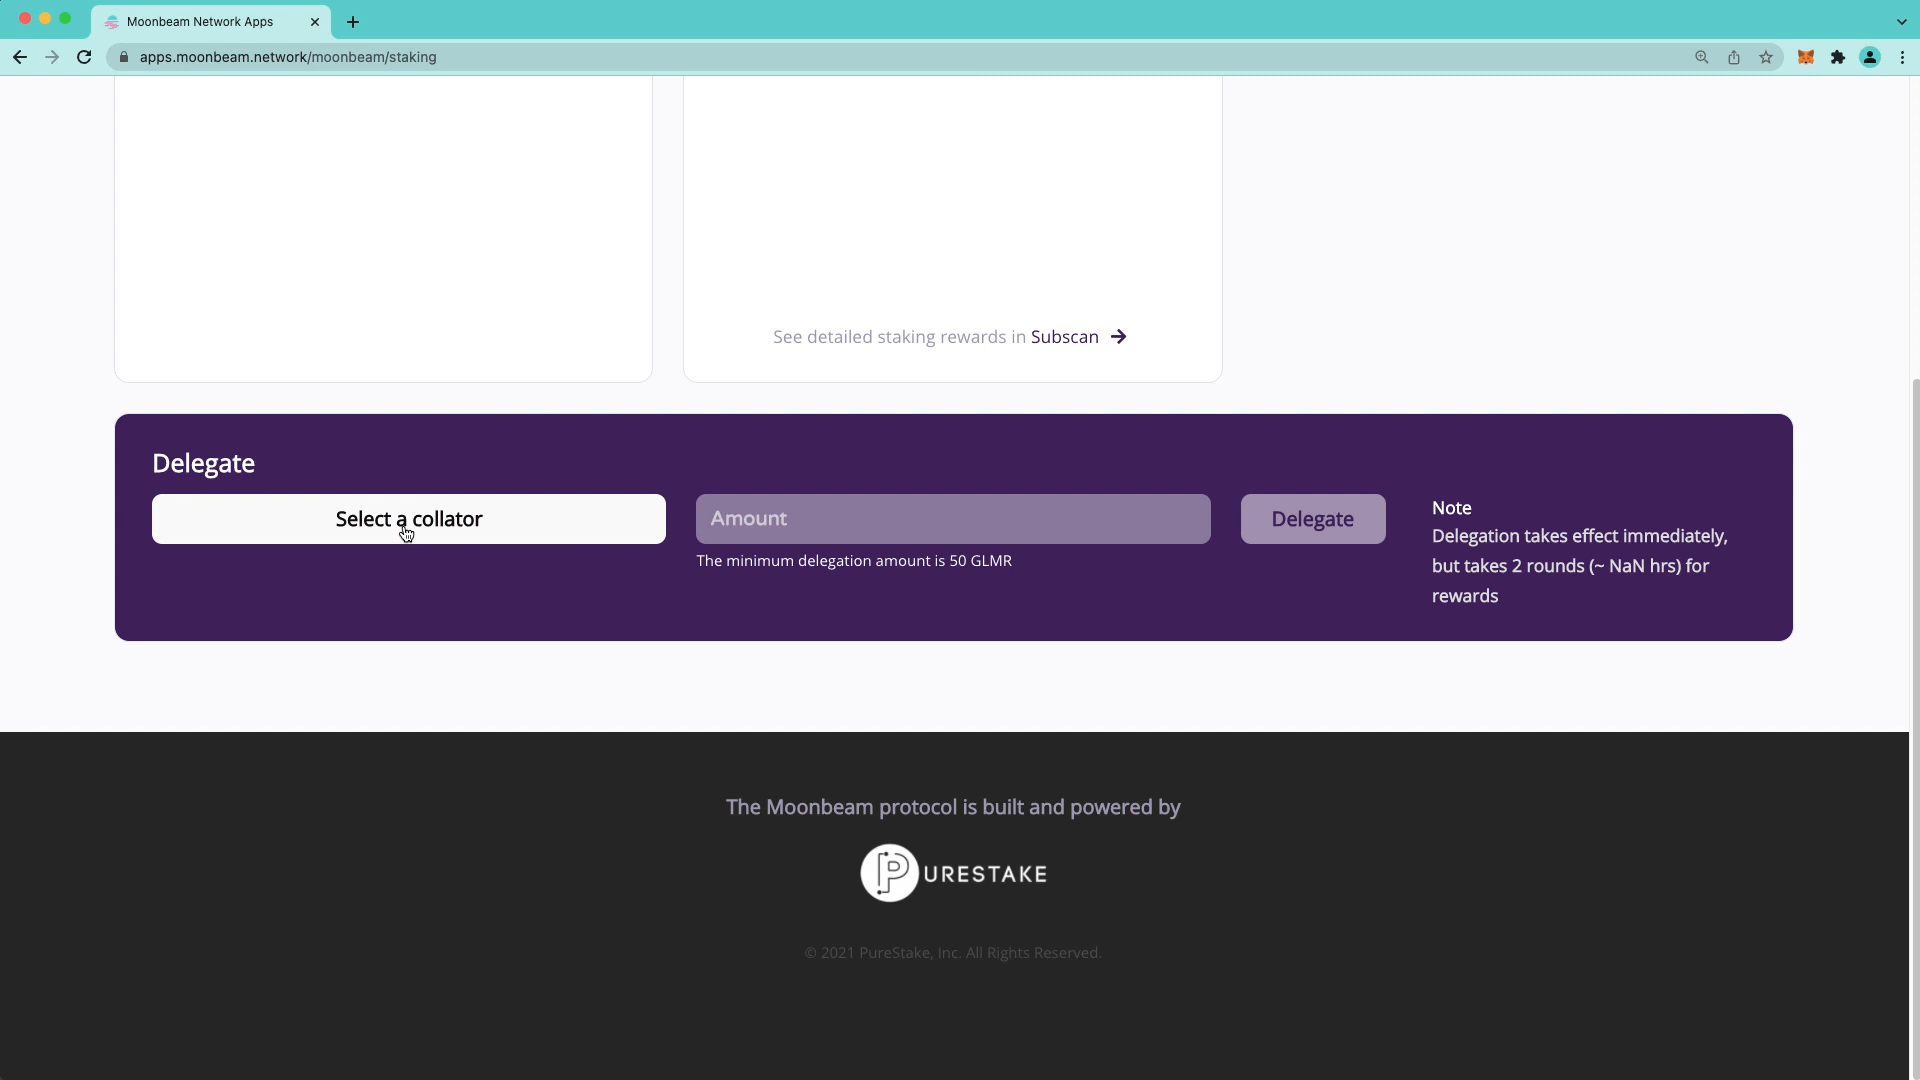 Moonbeam Network Apps
apps.moonbeam.network/moonbeam/staking
See detailed staking rewards in Subscan
Delegate
Select a collator
Amount
Delegate
The minimum delegation amount is 50 GLMR
Note
Delegation takes effect immediately,
but takes 2 rounds (~ NaN hrs) for
rewards
The Moonbeam protocol is built and powered by
PURESTAKE
© 2021 PureStake, Inc. All Rights Reserved.